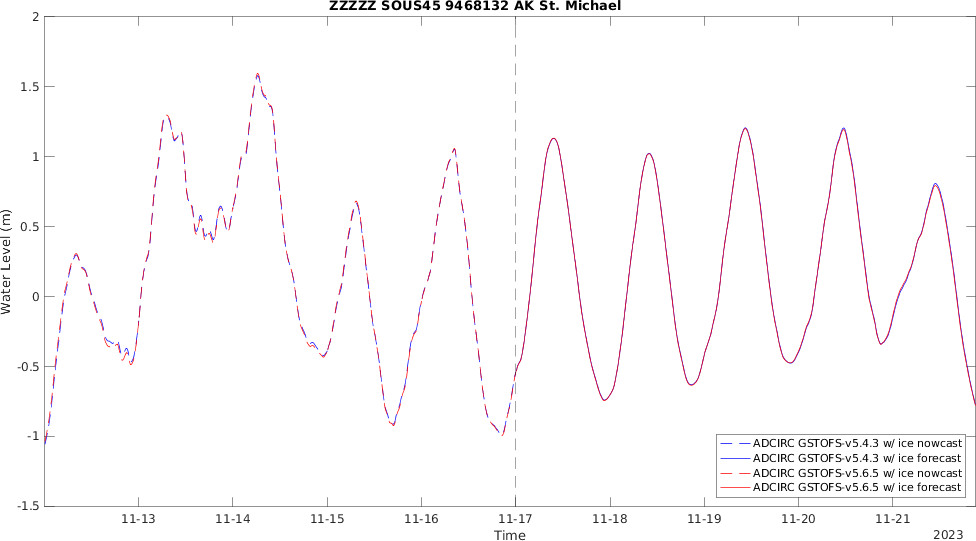 ZZZZZ SOUS45 9468132 AK St. Michael
2
1.5
1
0.5
0
-0.5
-1
-1.5
Water Level (m)
11-13 11-14 11-15 11-16 11-17 11-18 11-19 11-20 11-21
Time
2023
ADCIRC GSTOFS-v5.4.3 w/ ice nowcast
ADCIRC GSTOFS-v5.4.3 w/ ice forecast
ADCIRC GSTOFS-v5.6.5 w/ ice nowcast
ADCIRC GSTOFS-v5.6.5 w/ ice forecast